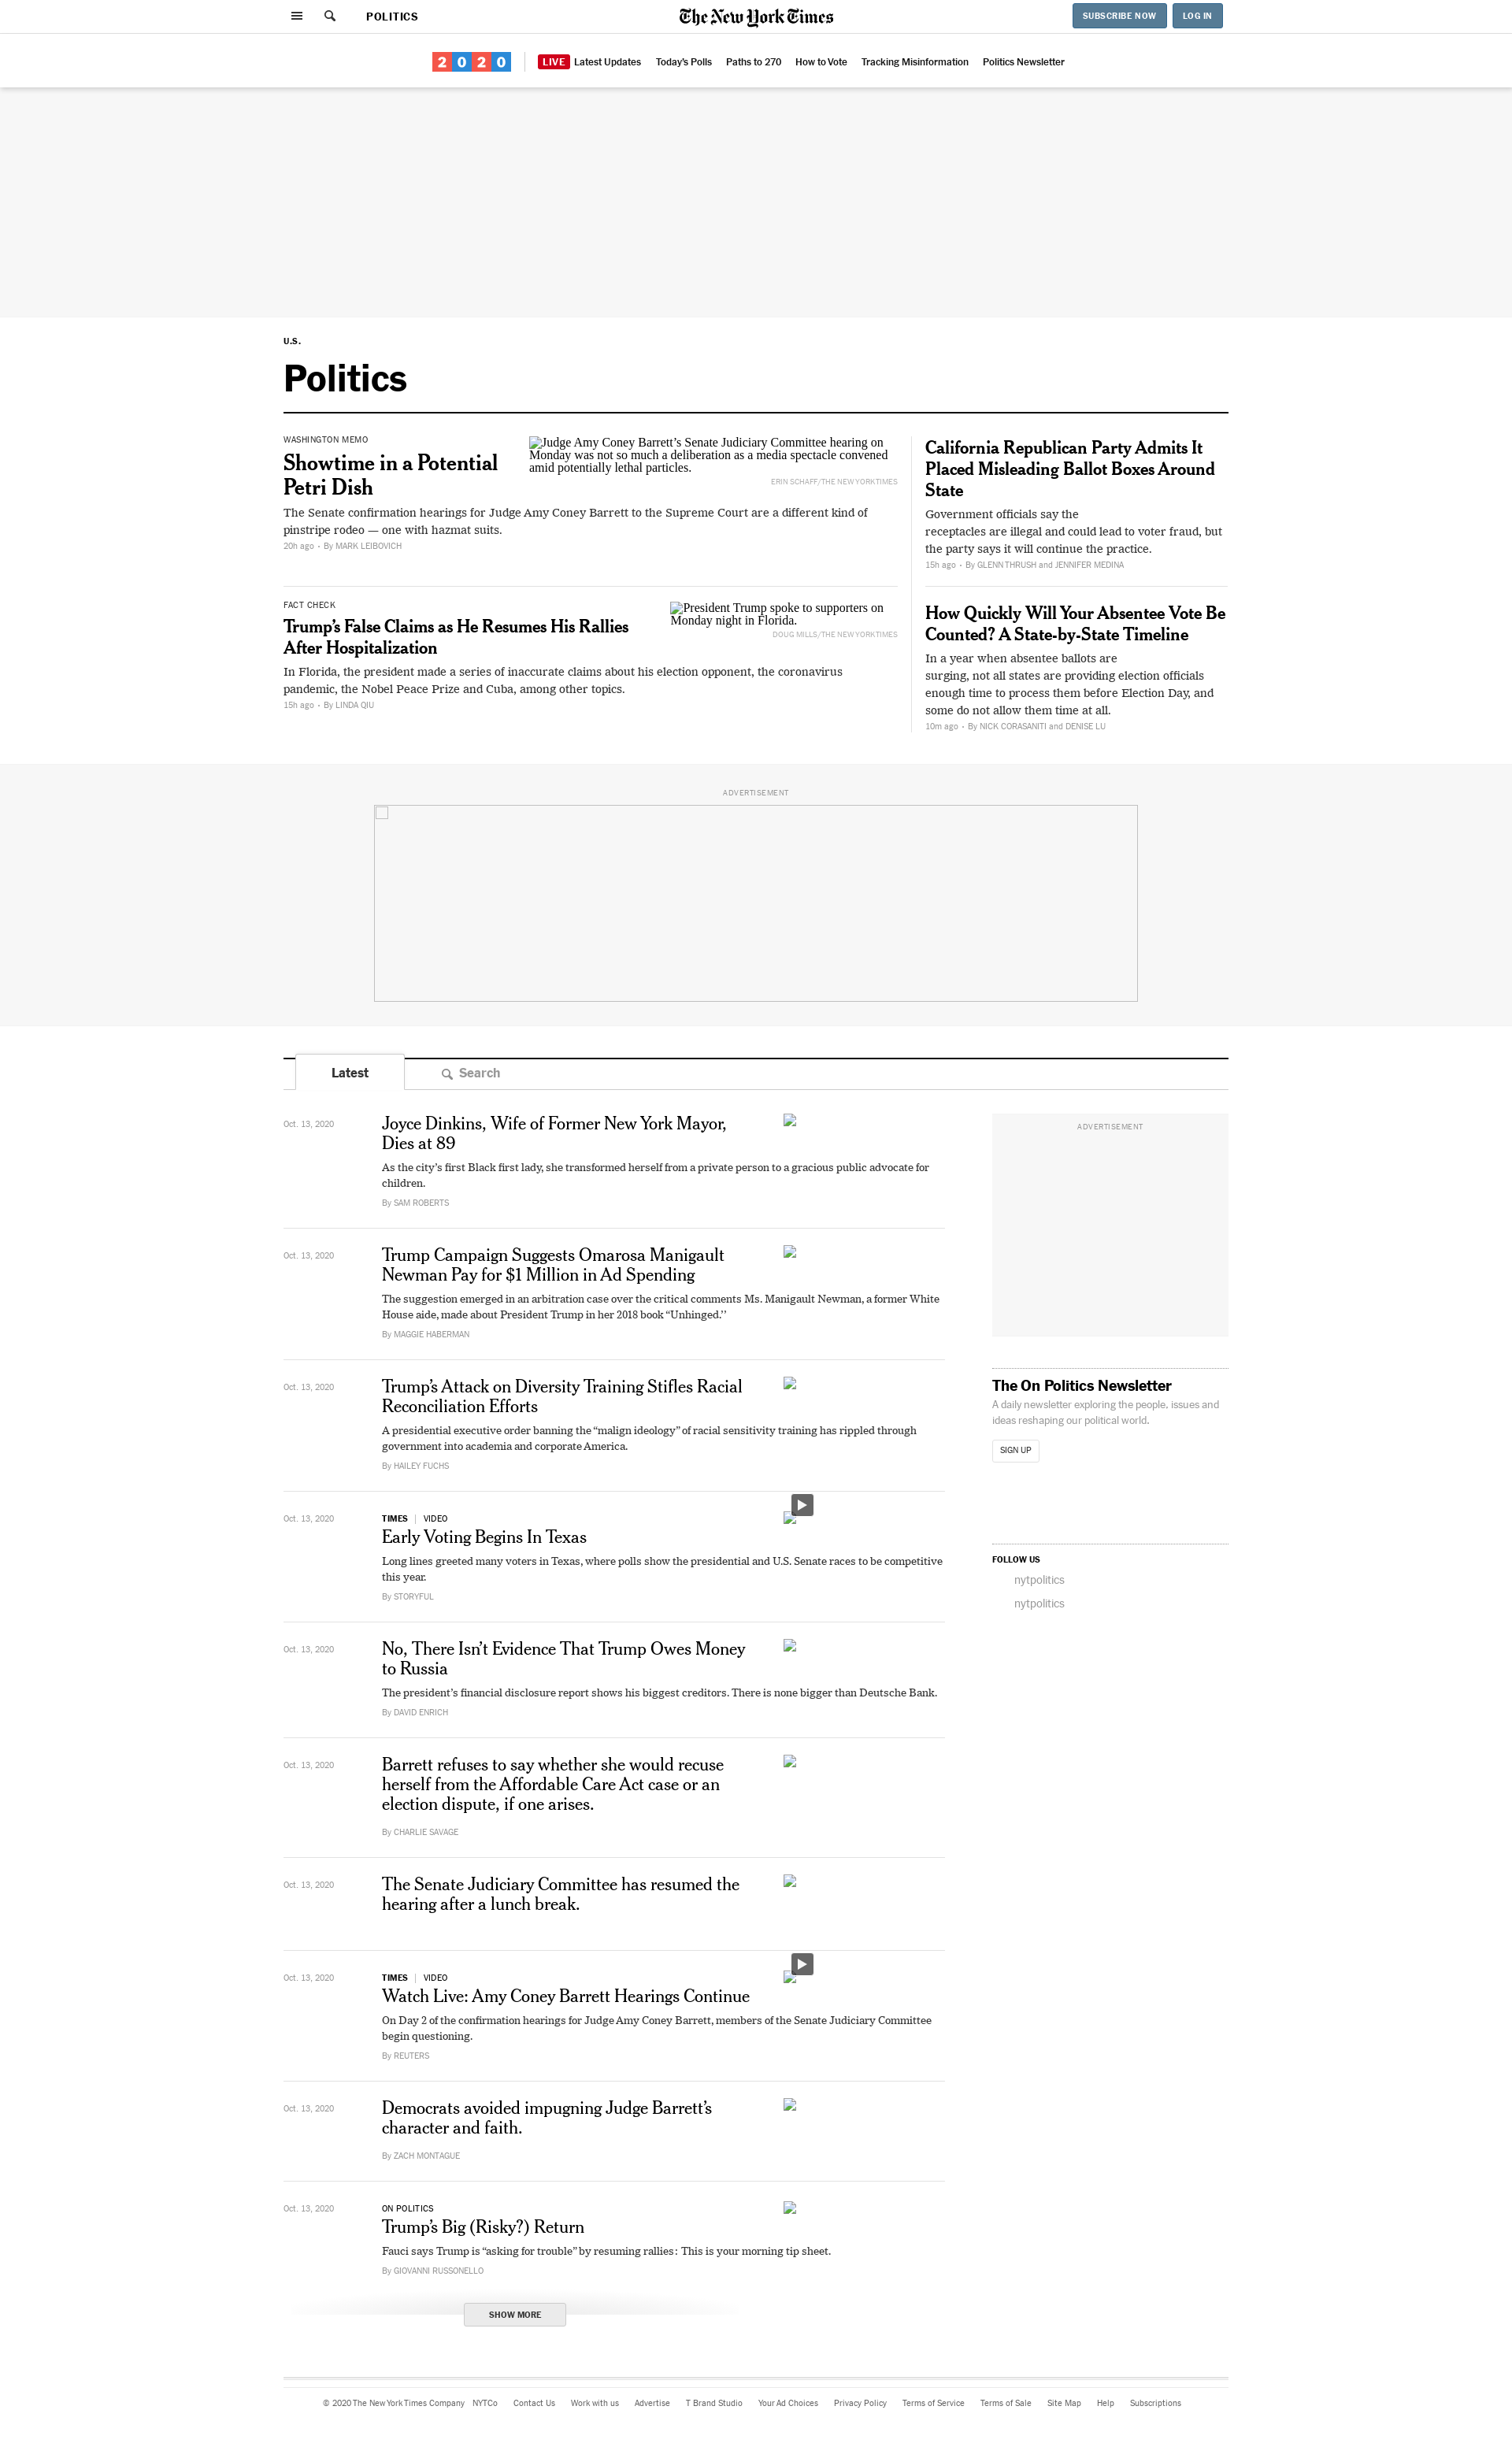 POLITICS
The New York Times
SUBSCRIBE NOW
LOG IN
2020
LIVE Latest Updates
Today's Polls
Paths to 270
How to Vote
Tracking Misinformation
Politics Newsletter
U.S.
Politics
WASHINGTON MEMO
Showtime in a Potential
Petri Dish
Judge Amy Coney Barrett’s Senate Judiciary Committee hearing on
Monday was not so much a deliberation as a media spectacle convened
amid potentially lethal particles.
ERIN SCHAFF/THE NEW YORK TIMES
The Senate confirmation hearings for Judge Amy Coney Barrett to the Supreme Court are a different kind of
pinstripe rodeo — one with hazmat suits.
20h ago • By MARK LEIBOVICH
FACT CHECK
Trump’s False Claims as He Resumes His Rallies
After Hospitalization
President Trump spoke to supporters on
Monday night in Florida.
DOUG MILLS/THE NEW YORK TIMES
In Florida, the president made a series of inaccurate claims about his election opponent, the coronavirus
pandemic, the Nobel Peace Prize and Cuba, among other topics.
15h ago • By LINDA QIU
California Republican Party Admits It
Placed Misleading Ballot Boxes Around
State
Government officials say the
receptacles are illegal and could lead to voter fraud, but
the party says it will continue the practice.
15h ago • By GLENN THRUSH and JENNIFER MEDINA
How Quickly Will Your Absentee Vote Be
Counted? A State-by-State Timeline
In a year when absentee ballots are
surging, not all states are providing election officials
enough time to process them before Election Day, and
some do not allow them time at all.
10m ago • By NICK CORASANITI and DENISE LU
ADVERTISEMENT
Latest
Search
Oct. 13, 2020
Joyce Dinkins, Wife of Former New York Mayor,
Dies at 89
As the city’s first Black first lady, she transformed herself from a private person to a gracious public advocate for
children.
By SAM ROBERTS
Oct. 13, 2020
Trump Campaign Suggests Omarosa Manigault
Newman Pay for $1 Million in Ad Spending
The suggestion emerged in an arbitration case over the critical comments Ms. Manigault Newman, a former White
House aide, made about President Trump in her 2018 book “Unhinged.’’
By MAGGIE HABERMAN
Oct. 13, 2020
Trump’s Attack on Diversity Training Stifles Racial
Reconciliation Efforts
A presidential executive order banning the “malign ideology” of racial sensitivity training has rippled through
government into academia and corporate America.
By HAILEY FUCHS
Oct. 13, 2020
TIMES | VIDEO
Early Voting Begins In Texas
Long lines greeted many voters in Texas, where polls show the presidential and U.S. Senate races to be competitive
this year.
By STORYFUL
Oct. 13, 2020
No, There Isn’t Evidence That Trump Owes Money
to Russia
The president’s financial disclosure report shows his biggest creditors. There is none bigger than Deutsche Bank.
By DAVID ENRICH
Oct. 13, 2020
Barrett refuses to say whether she would recuse
herself from the Affordable Care Act case or an
election dispute, if one arises.
By CHARLIE SAVAGE
Oct. 13, 2020
The Senate Judiciary Committee has resumed the
hearing after a lunch break.
Oct. 13, 2020
TIMES | VIDEO
Watch Live: Amy Coney Barrett Hearings Continue
On Day 2 of the confirmation hearings for Judge Amy Coney Barrett, members of the Senate Judiciary Committee
begin questioning.
By REUTERS
Oct. 13, 2020
Democrats avoided impugning Judge Barrett’s
character and faith.
By ZACH MONTAGUE
Oct. 13, 2020
ON POLITICS
Trump’s Big (Risky?) Return
Fauci says Trump is “asking for trouble” by resuming rallies: This is your morning tip sheet.
By GIOVANNI RUSSONELLO
SHOW MORE
ADVERTISEMENT
The On Politics Newsletter
A daily newsletter exploring the people, issues and
ideas reshaping our political world.
SIGN UP
FOLLOW US
nytpolitics
nytpolitics
© 2020 The New York Times Company
NYTCo
Contact Us
Work with us
Advertise
T Brand Studio
Your Ad Choices
Privacy Policy
Terms of Service
Terms of Sale
Site Map
Help
Subscriptions